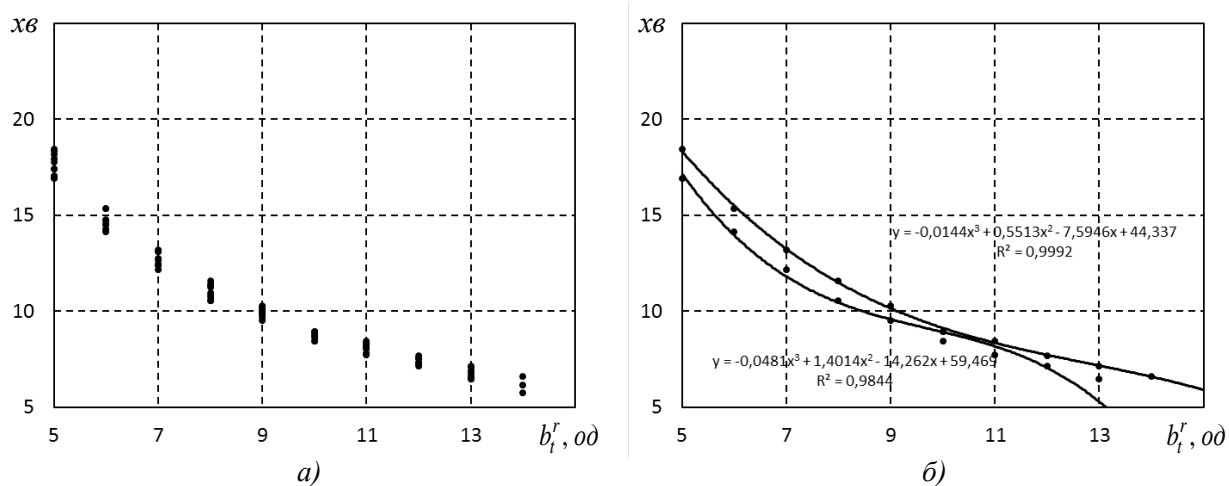 хв
20
15
10
5
5
7
9
11
13
b_t^r, од
а)
хв
20
15
10
5
y = -0,0144x³ + 0,5513x² - 7,5946x + 44,337
R² = 0,9992
y = -0,0481x³ + 1,4014x² - 14,262x + 59,469
R² = 0,9844
5
7
9
11
13
b_t^r, од
б)